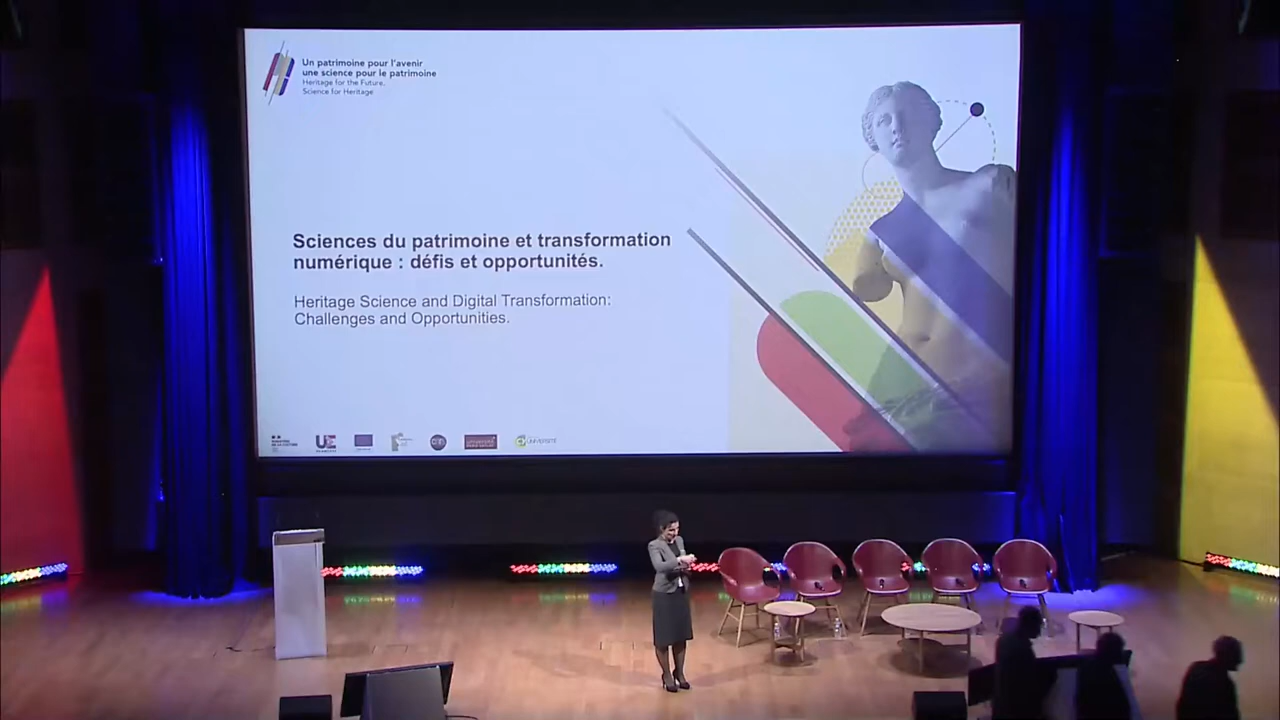 Un patrimoine pour l'avenir
une science pour le patrimoine
Heritage for the Future,
Science for Heritage
Sciences du patrimoine et transformation
numérique : défis et opportunités.
Heritage Science and Digital Transformation:
Challenges and Opportunities.
UNIVERSITÉ